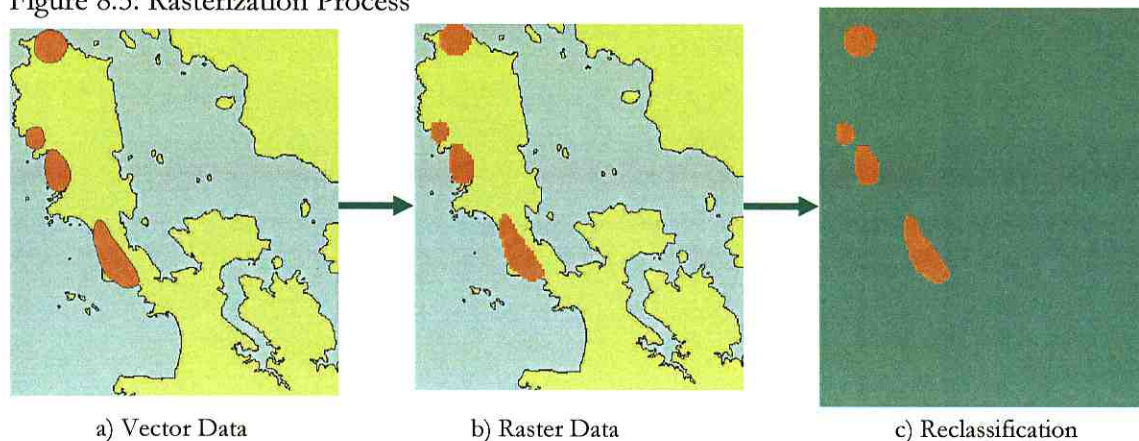 Figure 8.5: Rasterization Process
a) Vector Data
b) Raster Data
c) Reclassification